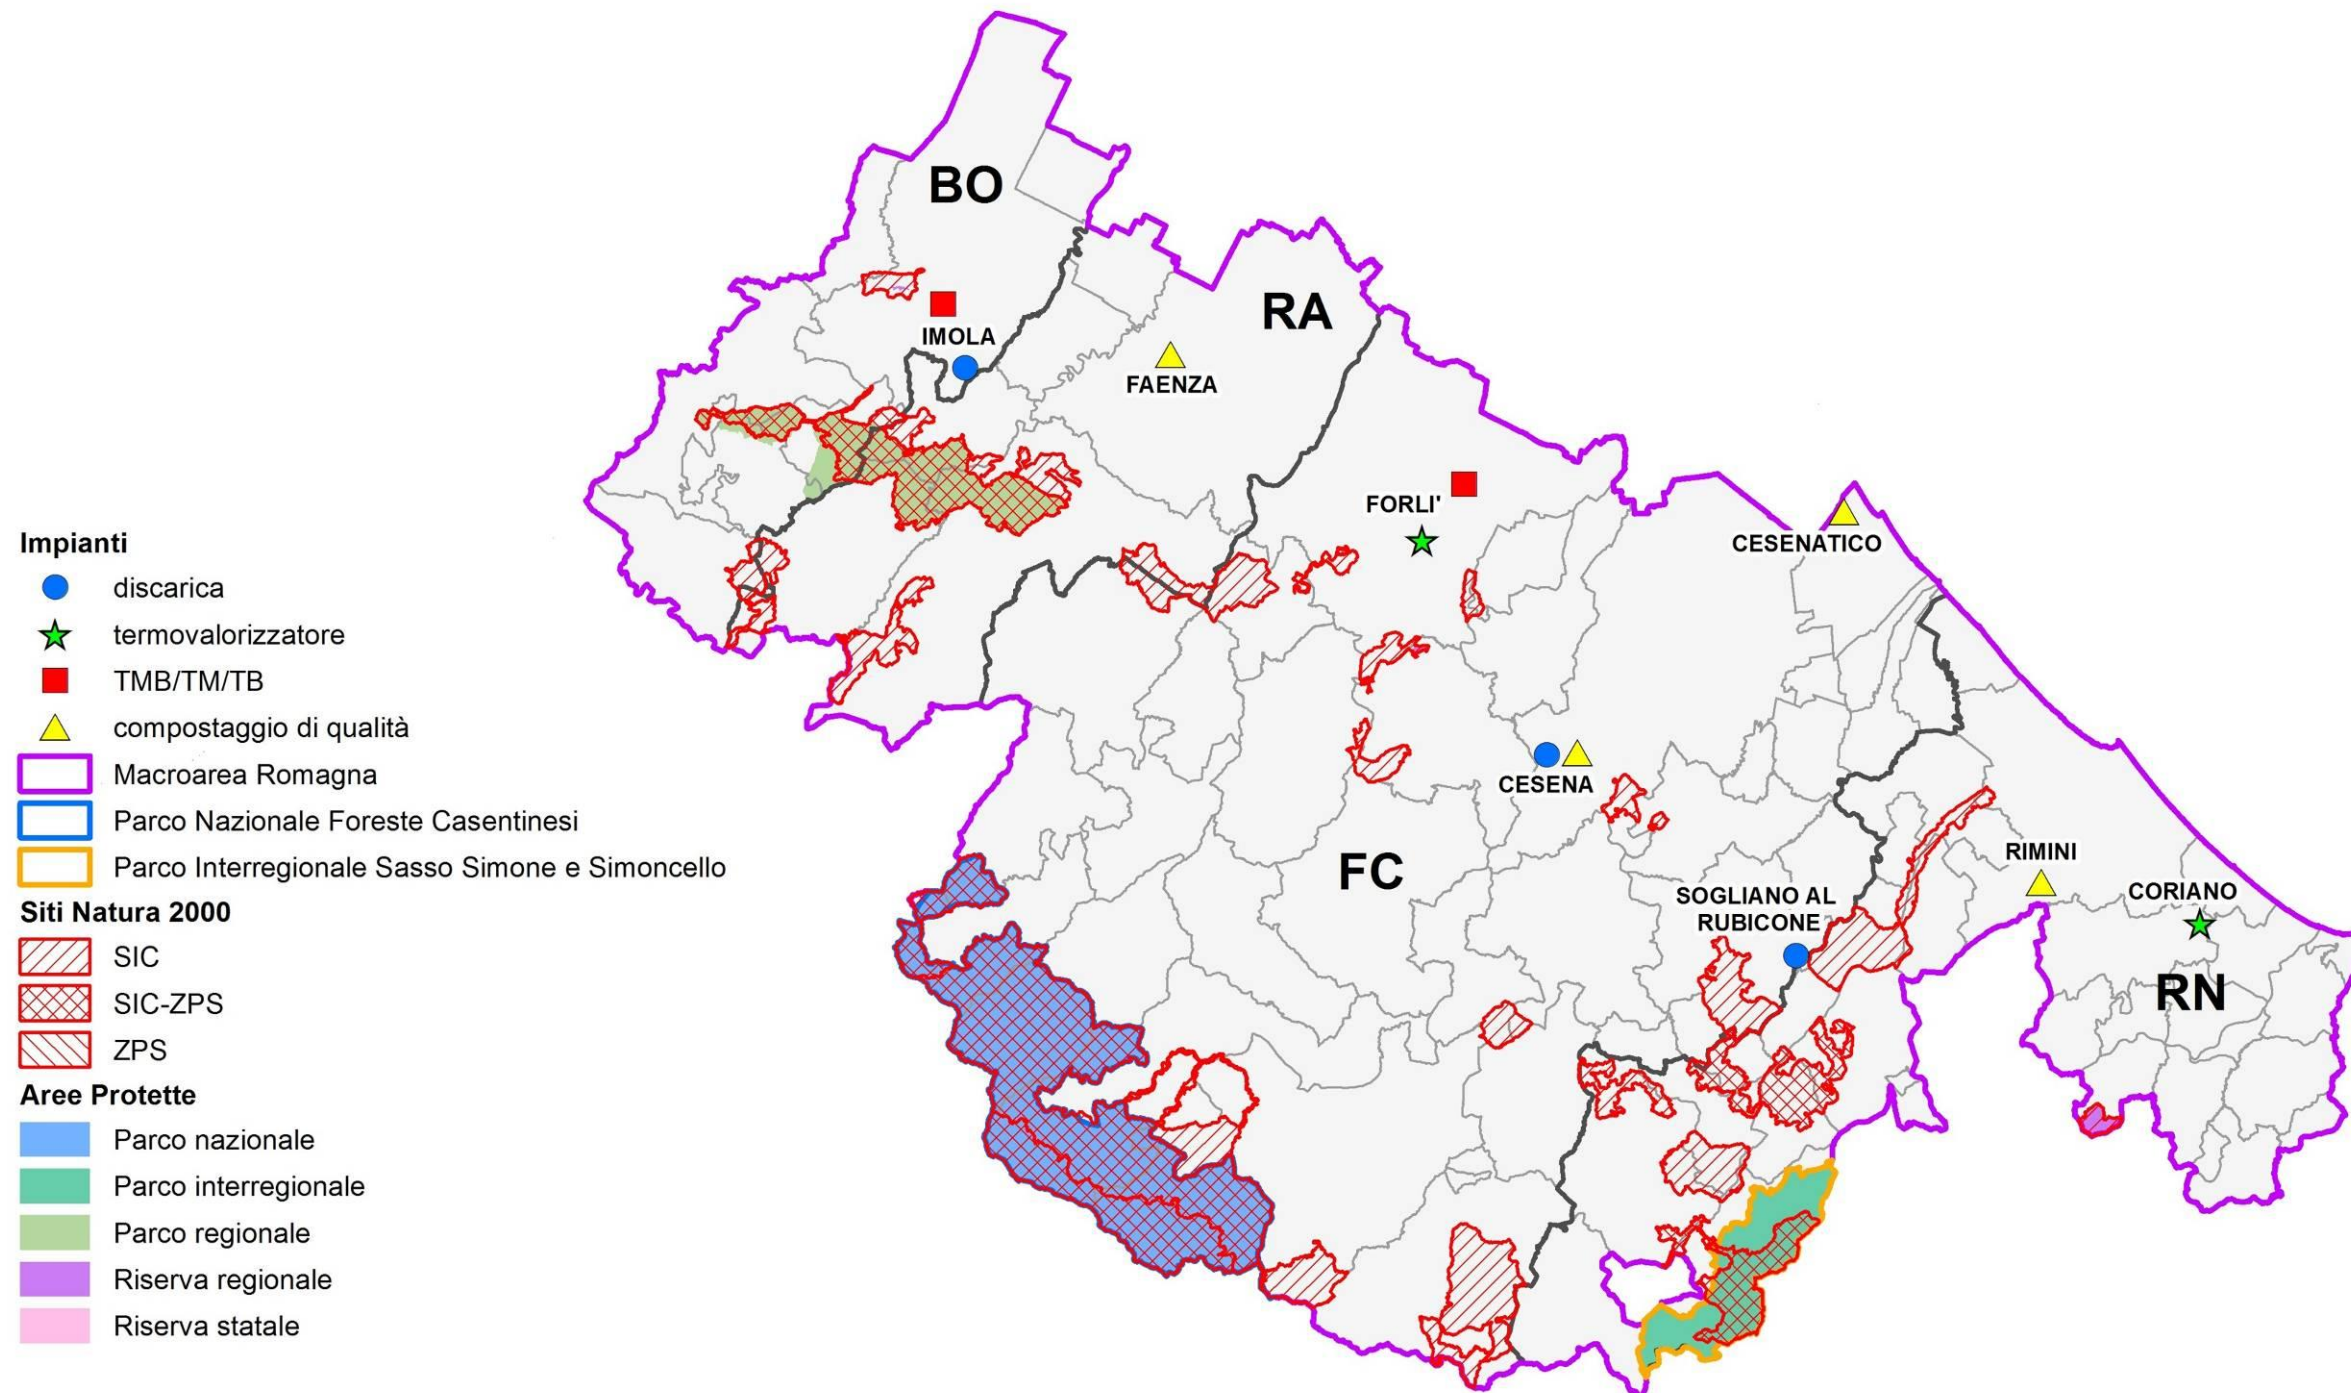 BO
RA
IMOLA
FAENZA
FORLI'
CESENATICO
CESENA
FC
RIMINI
SOGLIANO AL
RUBICONE
CORIANO
RN
Impianti
discarica
termovalorizzatore
TMB/TM/TB
compostaggio di qualità
Macroarea Romagna
Parco Nazionale Foreste Casentinesi
Parco Interregionale Sasso Simone e Simoncello
Siti Natura 2000
SIC
SIC-ZPS
ZPS
Aree Protette
Parco nazionale
Parco interregionale
Parco regionale
Riserva regionale
Riserva statale